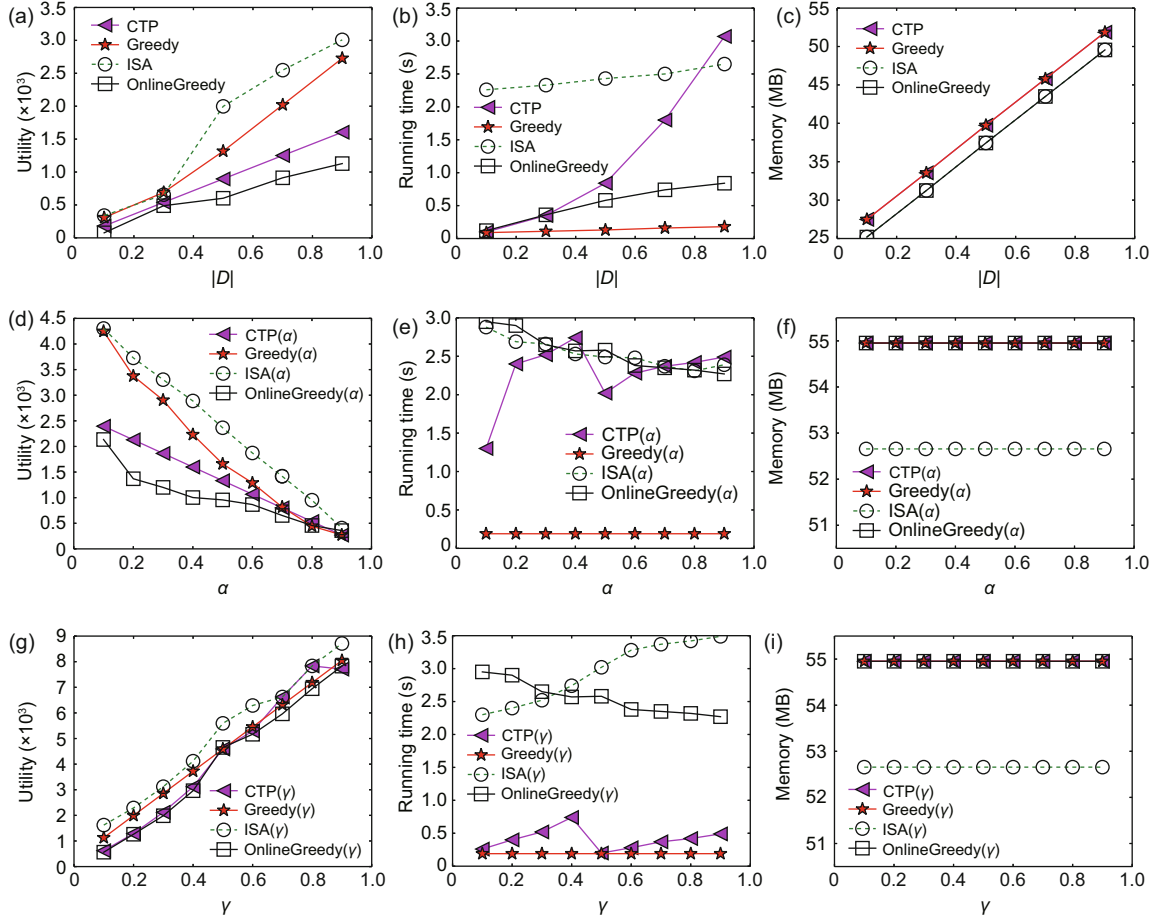 (a)
3.0
2.5
2.0
1.5
1.0
0.5
0
Utility (×10³)
CTP
Greedy
ISA
OnlineGreedy
0 0.2 0.4 0.6 0.8 1.0
|D|
(b)
3.0
2.5
2.0
1.5
1.0
0.5
0
Running time (s)
CTP
Greedy
ISA
OnlineGreedy
0 0.2 0.4 0.6 0.8 1.0
|D|
(c)
55
50
45
40
35
30
25
Memory (MB)
CTP
Greedy
ISA
OnlineGreedy
0 0.2 0.4 0.6 0.8 1.0
|D|
(d)
4.5
4.0
3.5
3.0
2.5
2.0
1.5
1.0
0.5
0
Utility (×10³)
CTP(α)
Greedy(α)
ISA(α)
OnlineGreedy(α)
0 0.2 0.4 0.6 0.8 1.0
α
(e)
3.0
2.5
2.0
1.5
1.0
0.5
0
Running time (s)
CTP(α)
Greedy(α)
ISA(α)
OnlineGreedy(α)
0 0.2 0.4 0.6 0.8 1.0
α
(f)
55
54
53
52
51
Memory (MB)
CTP(α)
Greedy(α)
ISA(α)
OnlineGreedy(α)
0 0.2 0.4 0.6 0.8 1.0
α
(g)
9
8
7
6
5
4
3
2
1
0
Utility (×10³)
CTP(γ)
Greedy(γ)
ISA(γ)
OnlineGreedy(γ)
0 0.2 0.4 0.6 0.8 1.0
γ
(h)
3.5
3.0
2.5
2.0
1.5
1.0
0.5
0
Running time (s)
CTP(γ)
Greedy(γ)
ISA(γ)
OnlineGreedy(γ)
0 0.2 0.4 0.6 0.8 1.0
γ
(i)
55
54
53
52
51
Memory (MB)
CTP(γ)
Greedy(γ)
ISA(γ)
OnlineGreedy(γ)
0 0.2 0.4 0.6 0.8 1.0
γ